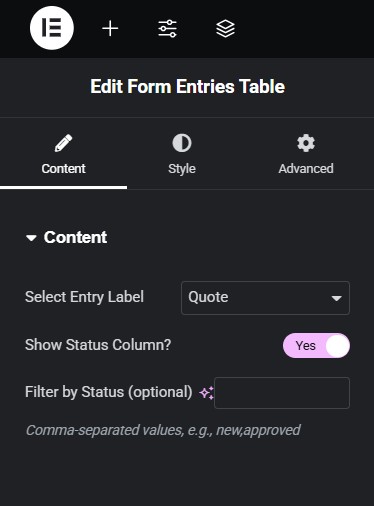 Edit Form Entries Table
Content
Style
Advanced
Content
Select Entry Label
Quote
Show Status Column?
Yes
Filter by Status (optional)
Comma-separated values, e.g., new,approved